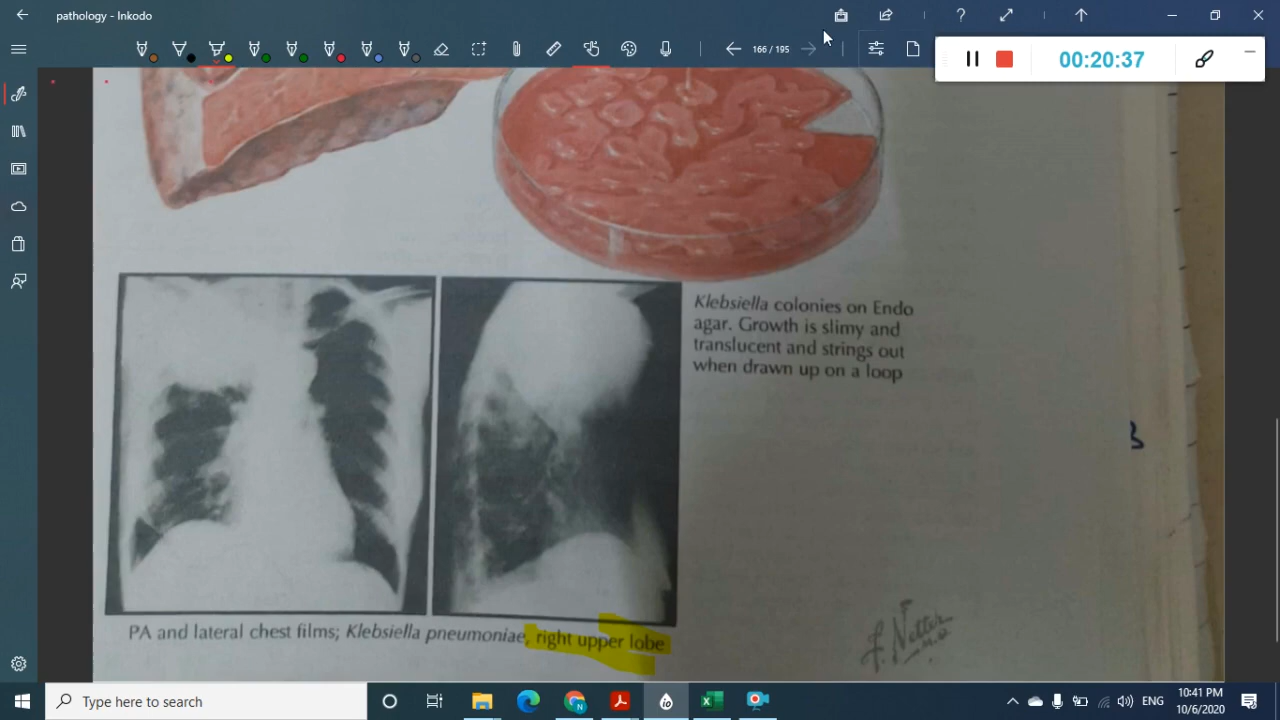 pathology - Inkodo
166 / 195
00:20:37
Klebsiella colonies on Endo
agar. Growth is slimy and
translucent and strings out
when drawn up on a loop
PA and lateral chest films; Klebsiella pneumoniae, right upper lobe
F. Netter
M.D.
Type here to search
ENG
10:41 PM
10/6/2020